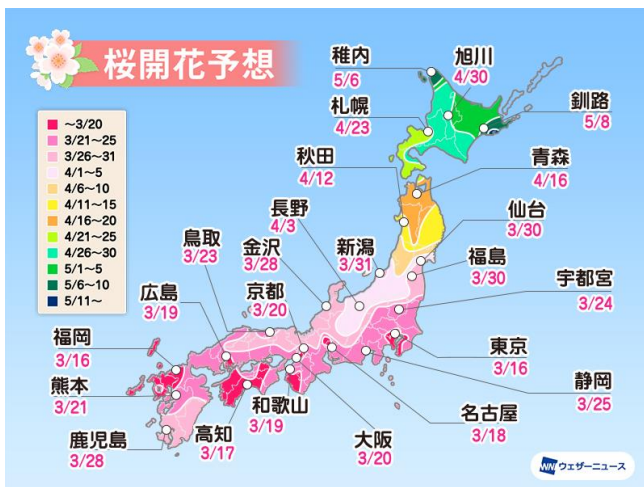 桜開花予想
～3/20
3/21～25
3/26～31
4/1～5
4/6～10
4/11～15
4/16～20
4/21～25
4/26～30
5/1～5
5/6～10
5/11～
稚内
5/6
旭川
4/30
札幌
4/23
釧路
5/8
秋田
4/12
青森
4/16
長野
4/3
仙台
3/30
鳥取
3/23
金沢
3/28
新潟
3/31
福島
3/30
広島
3/19
京都
3/20
宇都宮
3/24
福岡
3/16
東京
3/16
熊本
3/21
和歌山
3/19
静岡
3/25
名古屋
3/18
鹿児島
3/28
高知
3/17
大阪
3/20
WNI ウェザーニュース